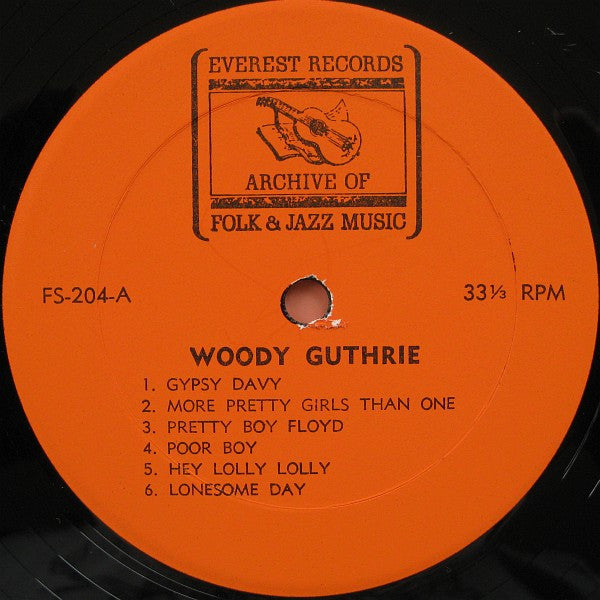 EVEREST RECORDS
ARCHIVE OF
FOLK & JAZZ MUSIC
FS-204-A
33⅓ RPM
WOODY GUTHRIE
1. GYPSY DAVY
2. MORE PRETTY GIRLS THAN ONE
3. PRETTY BOY FLOYD
4. POOR BOY
5. HEY LOLLY LOLLY
6. LONESOME DAY